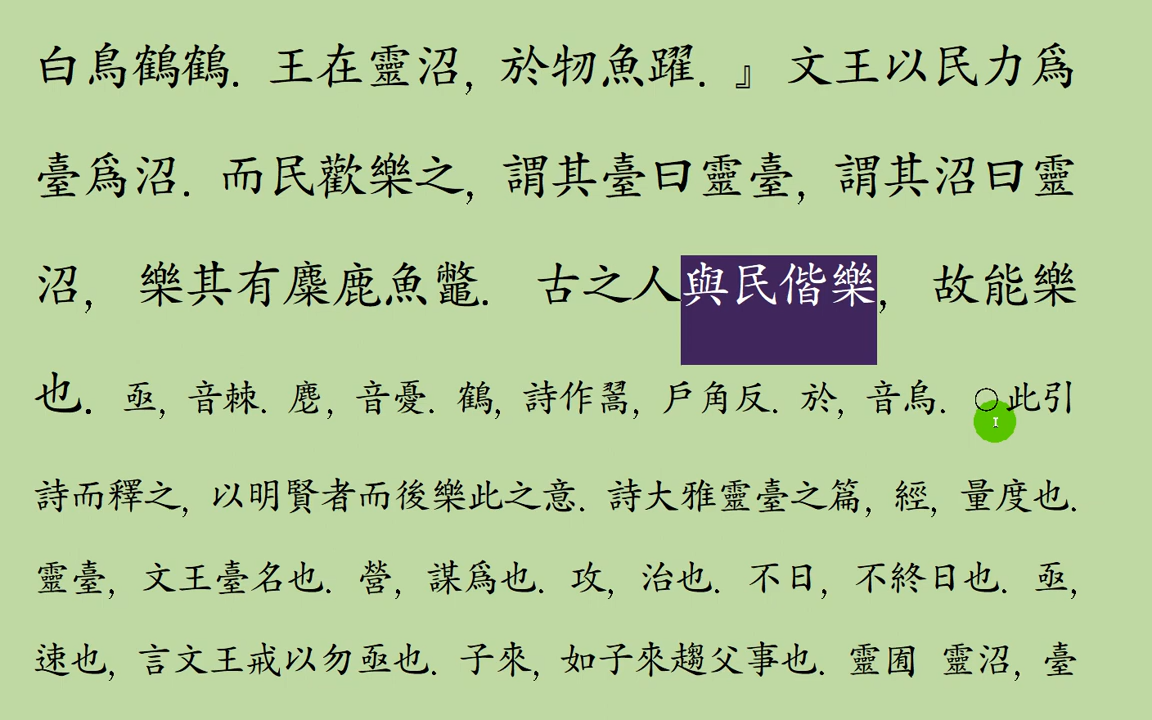 白鳥鶴鶴. 王在靈沼, 於牣魚躍. 』文王以民力爲
臺爲沼. 而民歡樂之, 謂其臺曰靈臺, 謂其沼曰靈
沼, 樂其有麋鹿魚鼈. 古之人與民偕樂, 故能樂
也. 亟, 音棘. 麀, 音憂. 鶴, 詩作翯, 戶角反. 於, 音烏. ○此引
詩而釋之, 以明賢者而後樂此之意. 詩大雅靈臺之篇, 經, 量度也.
靈臺, 文王臺名也. 營, 謀爲也. 攻, 治也. 不日, 不終日也. 亟,
速也, 言文王戒以勿亟也. 子來, 如子來趨父事也. 靈囿 靈沼, 臺